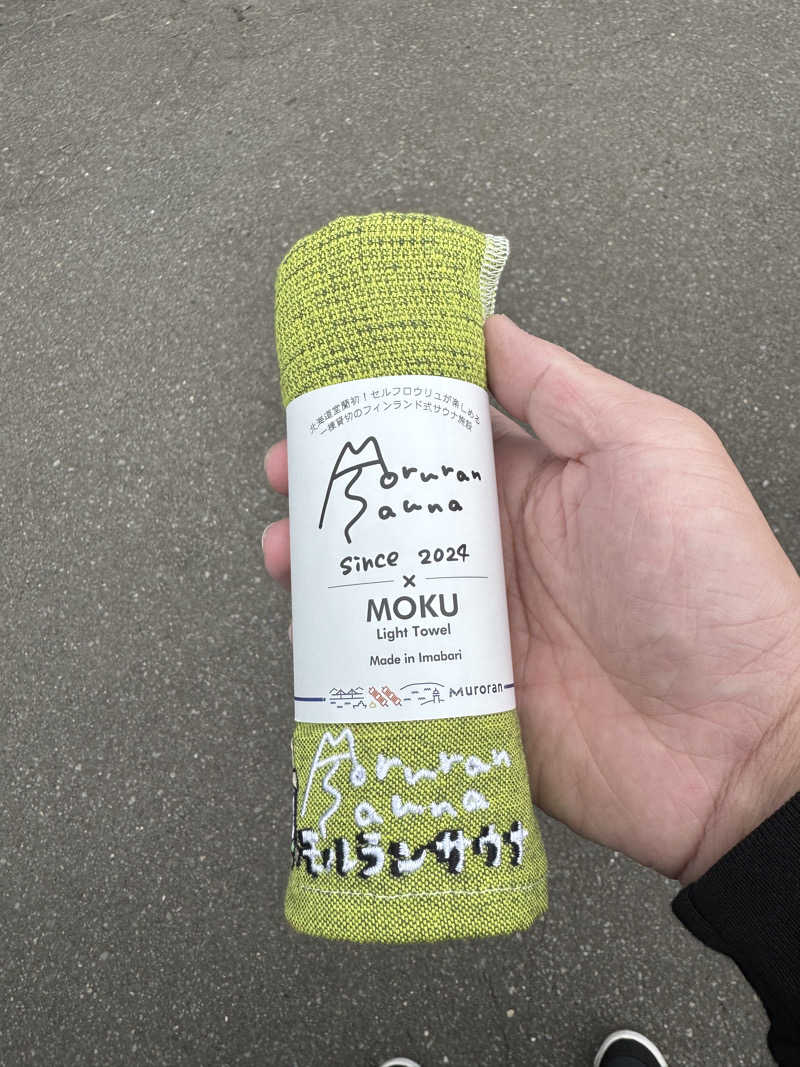 北海道室蘭初！セルフロウリュが楽しめる
一棟貸切のフィンランド式サウナ施設
Moruran
Sauna
Since 2024
×
MOKU
Light Towel
Made in Imabari
Muroran
Moruran
Sauna
モルランサウナ